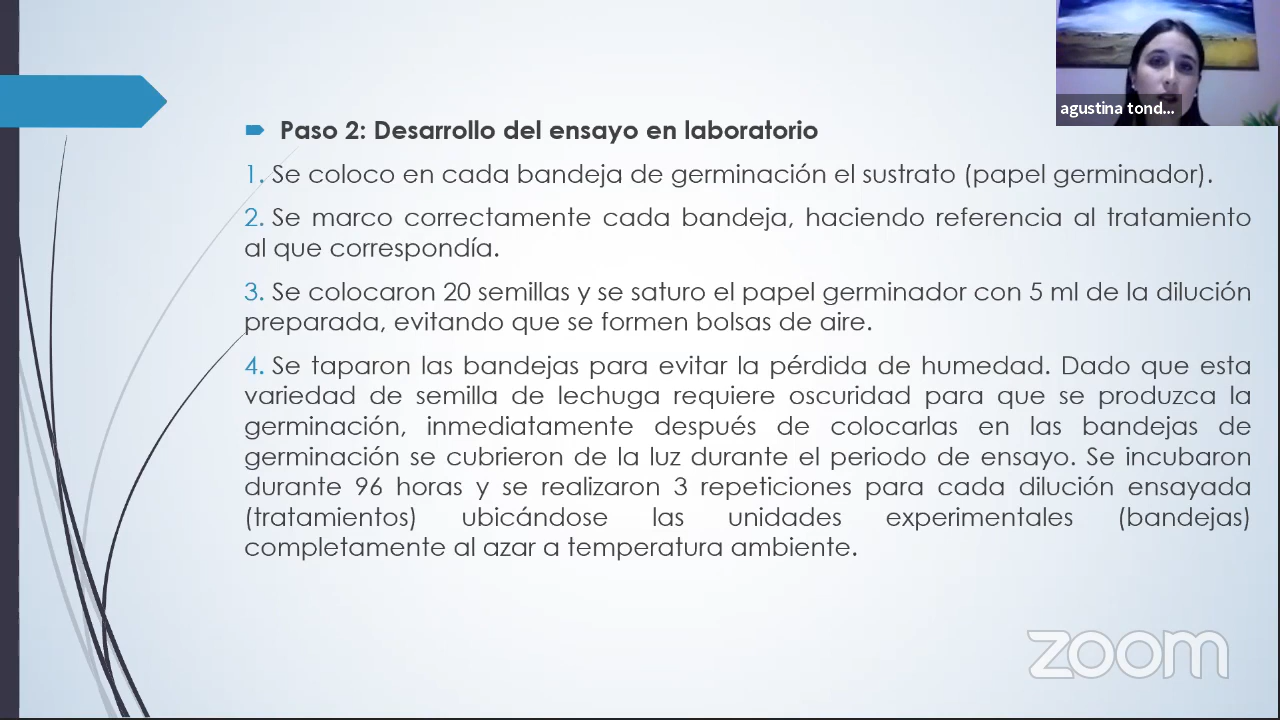 agustina tond...
Paso 2: Desarrollo del ensayo en laboratorio
1. Se coloco en cada bandeja de germinación el sustrato (papel germinador).
2. Se marco correctamente cada bandeja, haciendo referencia al tratamiento
al que correspondía.
3. Se colocaron 20 semillas y se saturo el papel germinador con 5 ml de la dilución
preparada, evitando que se formen bolsas de aire.
4. Se taparon las bandejas para evitar la pérdida de humedad. Dado que esta
variedad de semilla de lechuga requiere oscuridad para que se produzca la
germinación, inmediatamente después de colocarlas en las bandejas de
germinación se cubrieron de la luz durante el periodo de ensayo. Se incubaron
durante 96 horas y se realizaron 3 repeticiones para cada dilución ensayada
(tratamientos) ubicándose las unidades experimentales (bandejas)
completamente al azar a temperatura ambiente.
zoom